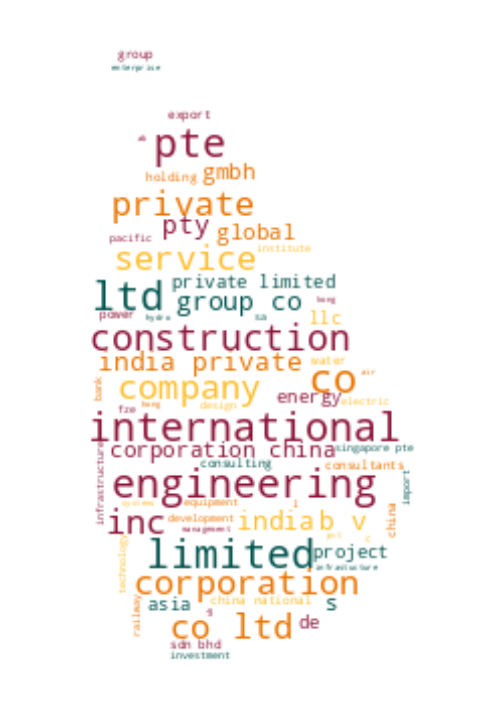 group
enterprise
export
pte
holding gmbh
private
pty global
pacific
institute
service
private limited
ltd group co
hong
power hydro sa llc
construction
india private water
air
company co
bank energy electric
fze hong design
international
corporation china singapore pte
consulting consultants
infrastructure engineering import
systems equipment l
inc development india b v china
management
limited project
technology infrastructure
corporation
asia china national s
railway co ltd de
sdn bhd
investment